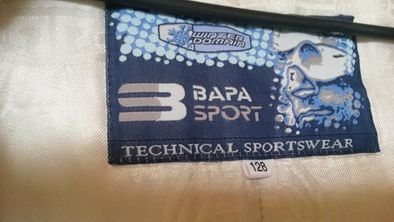 WINTER
DOMAIN
BAPA
SPORT
TECHNICAL SPORTSWEAR
128